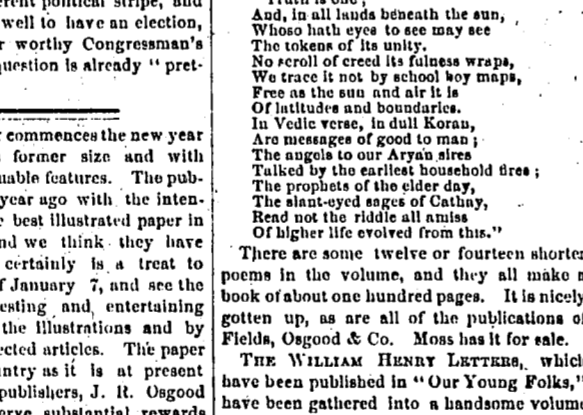 erent political stripe, and
well to have an election,
r worthy Congressman's
question is already "pret-
commences the new year
former size and with
uable features. The pub-
year ago with the inten-
r best illustrated paper in
nd we think they have
certainly is a treat to
f January 7, and see the
esting and entertaining
the illustrations and by
ected articles. The paper
untry as it is at present
publishers, J. R. Osgood
erve substantial rewards
Truth is one;
And, in all lands beneath the sun,
Whoso hath eyes to see may see
The tokens of its unity.
No scroll of creed its fulness wraps,
We trace it not by school boy maps,
Free as the sun and air it is
Of latitudes and boundaries.
In Vedic verse, in dull Koran,
Are messages of good to man;
The angels to our Aryan sires
Talked by the earliest household fires;
The prophets of the elder day,
The slant-eyed sages of Cathay,
Read not the riddle all amiss
Of higher life evolved from this."
There are some twelve or fourteen shorter
poems in the volume, and they all make a
book of about one hundred pages. It is nicely
gotten up, as are all of the publications of
Fields, Osgood & Co. Moss has it for sale.
THE WILLIAM HENRY LETTERS, which
have been published in "Our Young Folks,"
have been gathered into a handsome volum